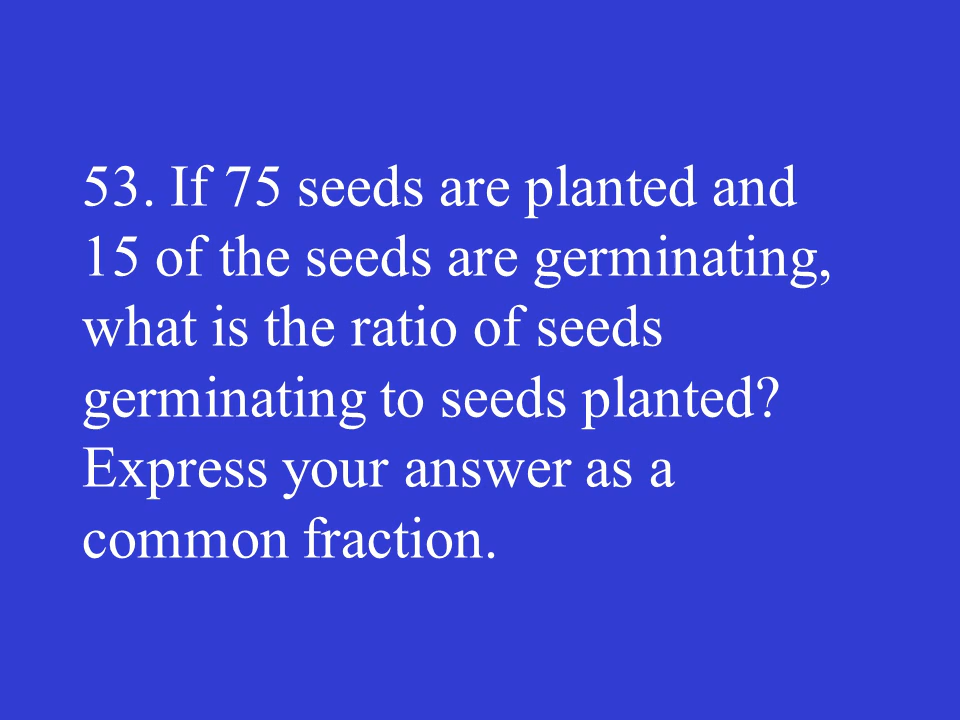 53. If 75 seeds are planted and
15 of the seeds are germinating,
what is the ratio of seeds
germinating to seeds planted?
Express your answer as a
common fraction.